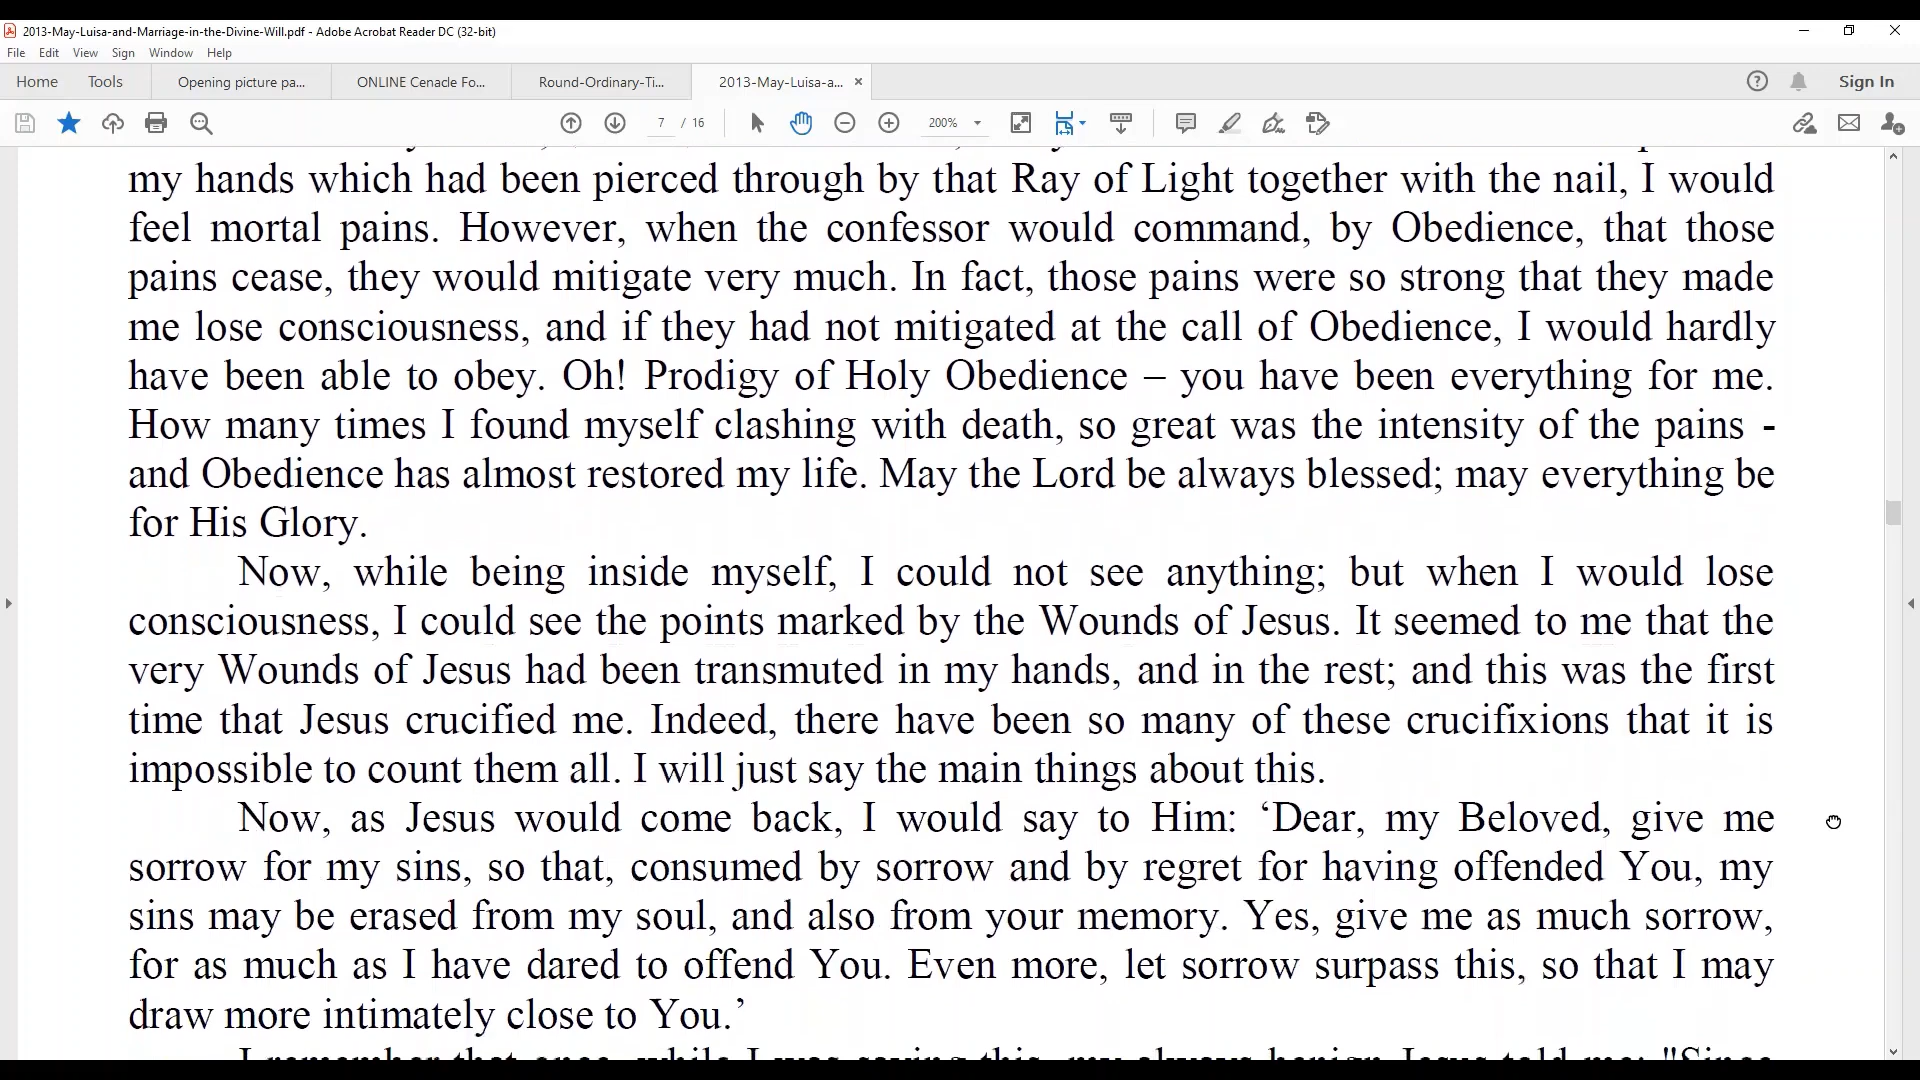 2013-May-Luisa-and-Marriage-in-the-Divine-Will.pdf - Adobe Acrobat Reader DC (32-bit)
File Edit View Sign Window Help
Home Tools Opening picture pa... ONLINE Cenacle Fo... Round-Ordinary-Ti... 2013-May-Luisa-a... × Sign In
7 / 16 200%
my hands which had been pierced through by that Ray of Light together with the nail, I would
feel mortal pains. However, when the confessor would command, by Obedience, that those
pains cease, they would mitigate very much. In fact, those pains were so strong that they made
me lose consciousness, and if they had not mitigated at the call of Obedience, I would hardly
have been able to obey. Oh! Prodigy of Holy Obedience – you have been everything for me.
How many times I found myself clashing with death, so great was the intensity of the pains -
and Obedience has almost restored my life. May the Lord be always blessed; may everything be
for His Glory.
Now, while being inside myself, I could not see anything; but when I would lose
consciousness, I could see the points marked by the Wounds of Jesus. It seemed to me that the
very Wounds of Jesus had been transmuted in my hands, and in the rest; and this was the first
time that Jesus crucified me. Indeed, there have been so many of these crucifixions that it is
impossible to count them all. I will just say the main things about this.
Now, as Jesus would come back, I would say to Him: ‘Dear, my Beloved, give me
sorrow for my sins, so that, consumed by sorrow and by regret for having offended You, my
sins may be erased from my soul, and also from your memory. Yes, give me as much sorrow,
for as much as I have dared to offend You. Even more, let sorrow surpass this, so that I may
draw more intimately close to You.’
I remember that once, while I was saying this, my always benign Jesus told me: "Since